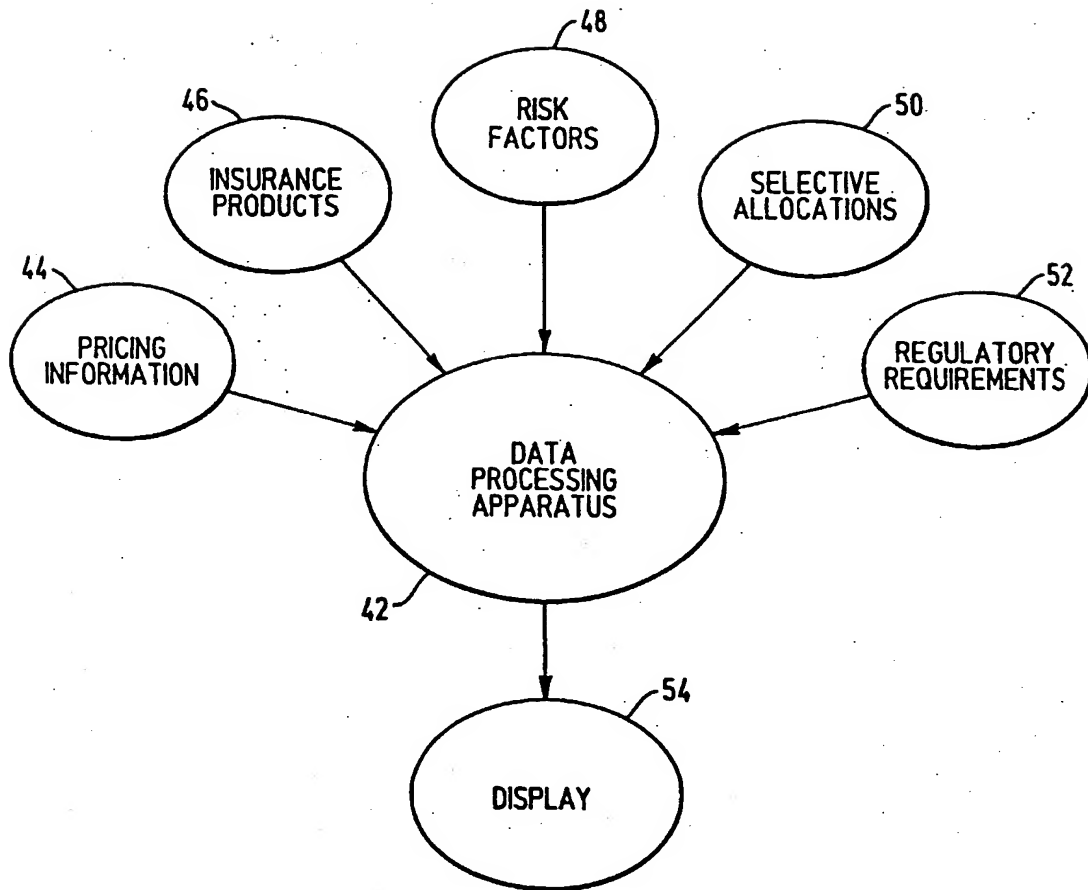 48
RISK
FACTORS
46
INSURANCE
PRODUCTS
50
SELECTIVE
ALLOCATIONS
44
PRICING
INFORMATION
52
REGULATORY
REQUIREMENTS
DATA
PROCESSING
APPARATUS
42
54
DISPLAY